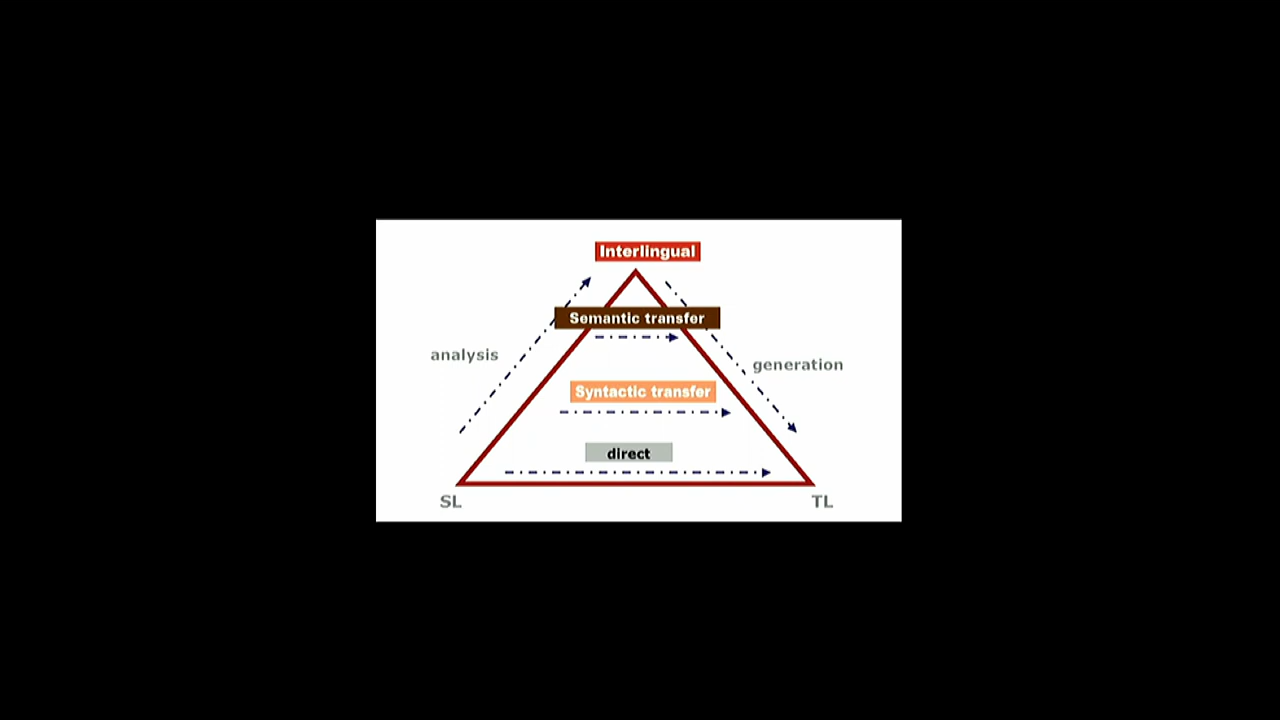 Interlingual
Semantic transfer
analysis
generation
Syntactic transfer
direct
SL
TL